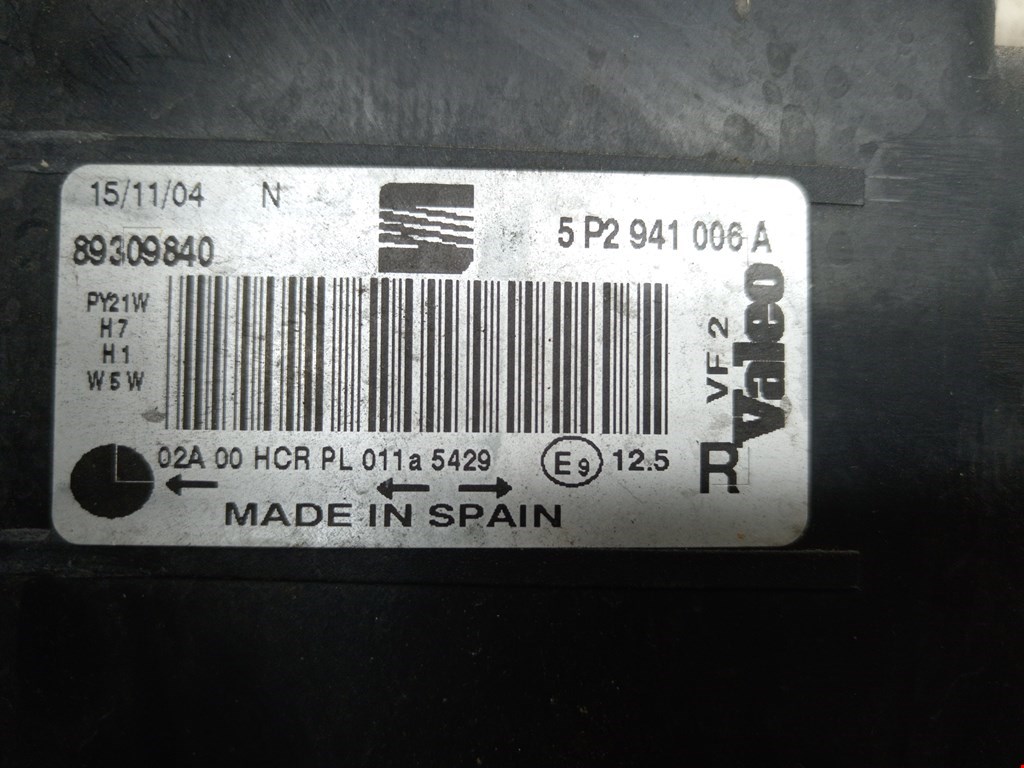 15/11/04 N
5 P2 941 006 A
89309840
PY21W
H7
H1
W5W
VF 2
Valeo
02A 00 HCR PL 011a 5429 E9 12.5
R
MADE IN SPAIN